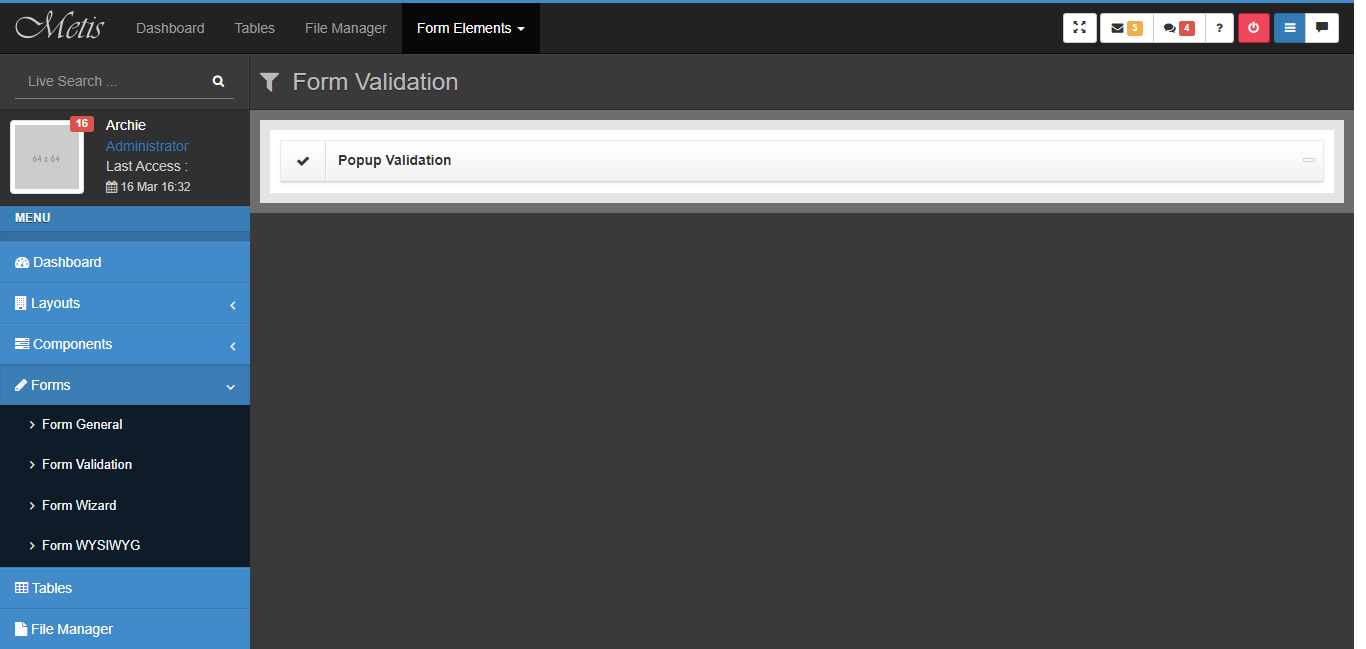 Metis
Dashboard
Tables
File Manager
Form Elements
5
4
?
Live Search ...
Form Validation
64 x 64
16
Archie
Administrator
Last Access :
16 Mar 16:32
Popup Validation
MENU
Dashboard
Layouts
Components
Forms
Form General
Form Validation
Form Wizard
Form WYSIWYG
Tables
File Manager